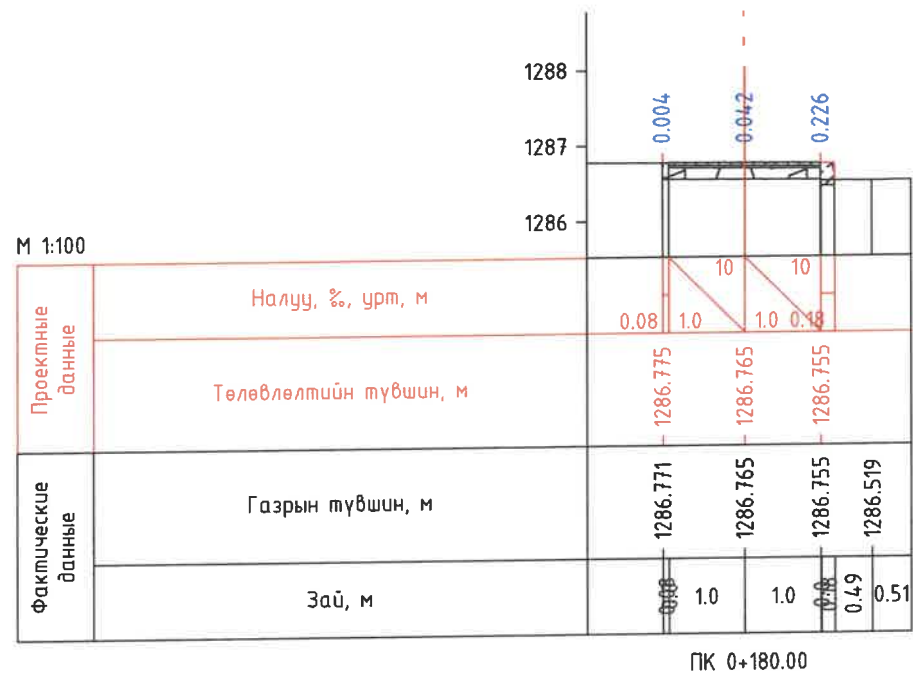 1288
0.004 0.042 0.226
1287
1286
М 1:100
Проектные данные
Налуу, ‰, урт, м
10 10
0.08 1.0 1.0 0.18
Төлөвлөлтийн түвшин, м
1286.775 1286.765 1286.755
Фактические данные
Газрын түвшин, м
1286.771 1286.765 1286.755 1286.519
Зай, м
0.08 1.0 1.0 0.49 0.51
ПК 0+180.00